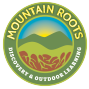 MOUNTAIN ROOTS
DISCOVERY & OUTDOOR LEARNING